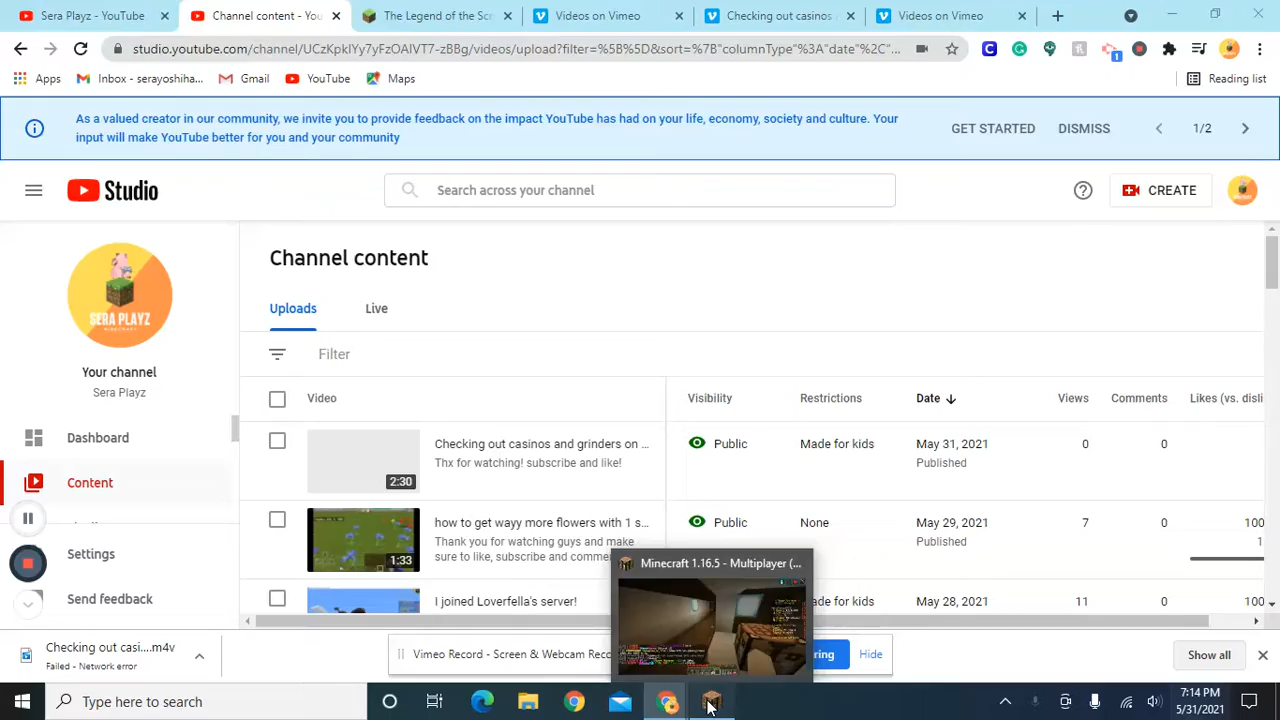 Sera Playz - YouTube
Channel content - Yo
The Legend of the Scr
Videos on Vimeo
Checking out casinos
Videos on Vimeo
studio.youtube.com/channel/UCzKpkIYy7yFzOAIVT7-zBBg/videos/upload?filter=%5B%5D&sort=%7B"columnType"%3A"date"%2C"...
Apps
Inbox - serayoshiha...
Gmail
YouTube
Maps
Reading list
As a valued creator in our community, we invite you to provide feedback on the impact YouTube has had on your life, economy, society and culture. Your
input will make YouTube better for you and your community
GET STARTED
DISMISS
1/2
Studio
Search across your channel
CREATE
SERA PLAYZ
Your channel
Sera Playz
Dashboard
Content
Settings
Send feedback
Channel content
Uploads
Live
Filter
Video
Visibility
Restrictions
Date
Views
Comments
Likes (vs. disli
2:30
Checking out casinos and grinders on ...
Thx for watching! subscribe and like!
Public
Made for kids
May 31, 2021
Published
0
0
1:33
how to get wayy more flowers with 1 s...
Thank you for watching guys and make
sure to like, subscribe and comme
Public
None
May 29, 2021
Published
7
0
100
I joined Loverfella's server!
ade for kids
May 28, 2021
11
0
100
Minecraft 1.16.5 - Multiplayer (...
Checking out casi....m4v
Failed - Network error
Vimeo Record - Screen & Webcam Reco
ring
Hide
Show all
Type here to search
7:14 PM
5/31/2021